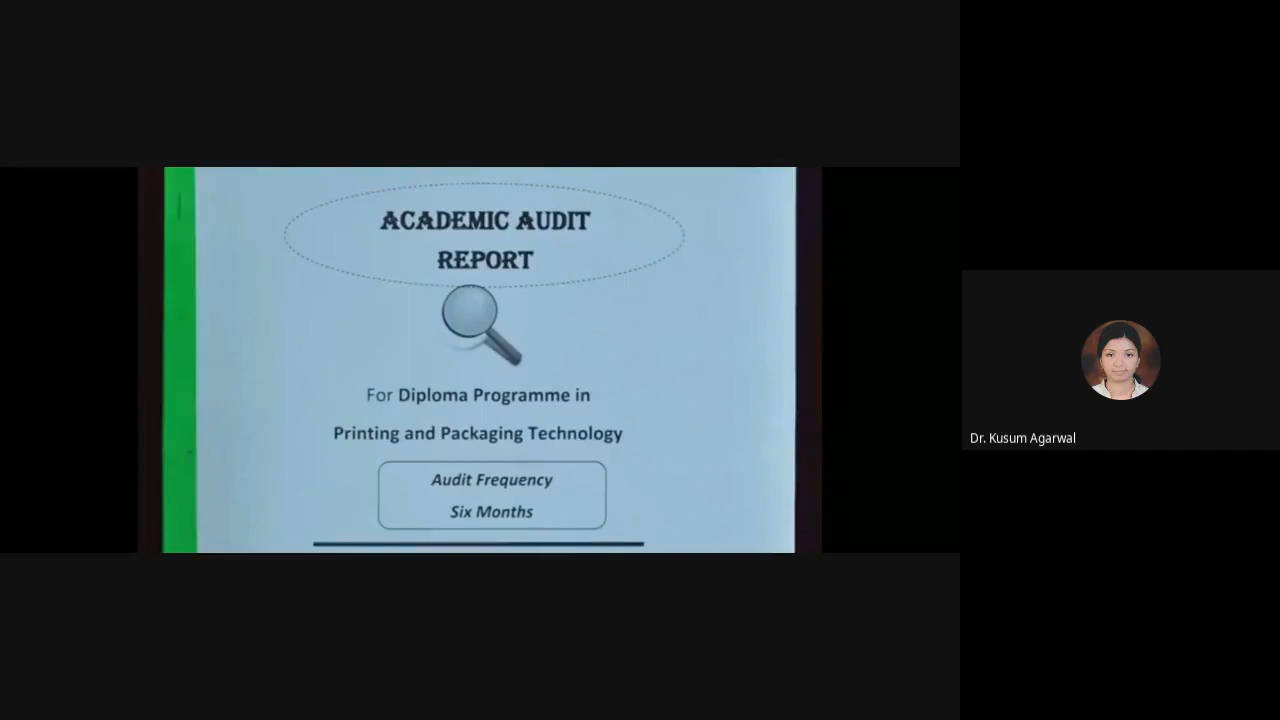 ACADEMIC AUDIT
REPORT
For Diploma Programme in
Printing and Packaging Technology
Audit Frequency
Six Months
Dr. Kusum Agarwal